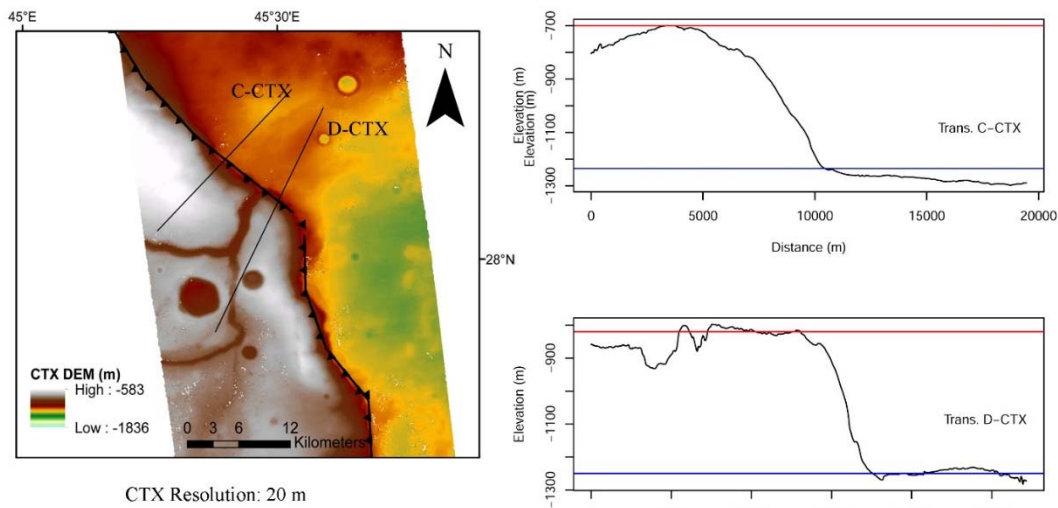 45°E
45°30'E
N
C-CTX
D-CTX
28°N
CTX DEM (m)
High : -583
Low : -1836
0 3 6 12
Kilometers
CTX Resolution: 20 m
Elevation (m)
Elevation (m)
-700
-900
-1100
-1300
Trans. C-CTX
0 5000 10000 15000 20000
Distance (m)
Elevation (m)
-900
-1100
-1300
Trans. D-CTX